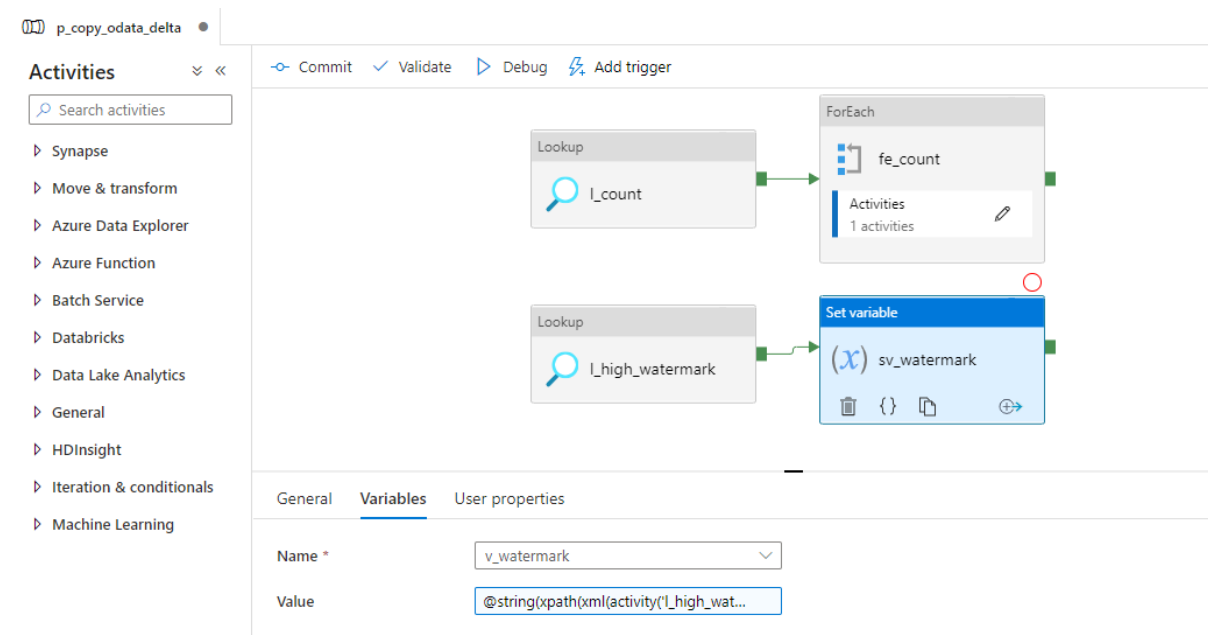 p_copy_odata_delta
Activities
Search activities
Synapse
Move & transform
Azure Data Explorer
Azure Function
Batch Service
Databricks
Data Lake Analytics
General
HDInsight
Iteration & conditionals
Machine Learning
Commit Validate Debug Add trigger
Lookup
l_count
ForEach
fe_count
Activities
1 activities
Lookup
l_high_watermark
Set variable
(x) sv_watermark
{}
General Variables User properties
Name * v_watermark
Value @string(xpath(xml(activity('l_high_wat...